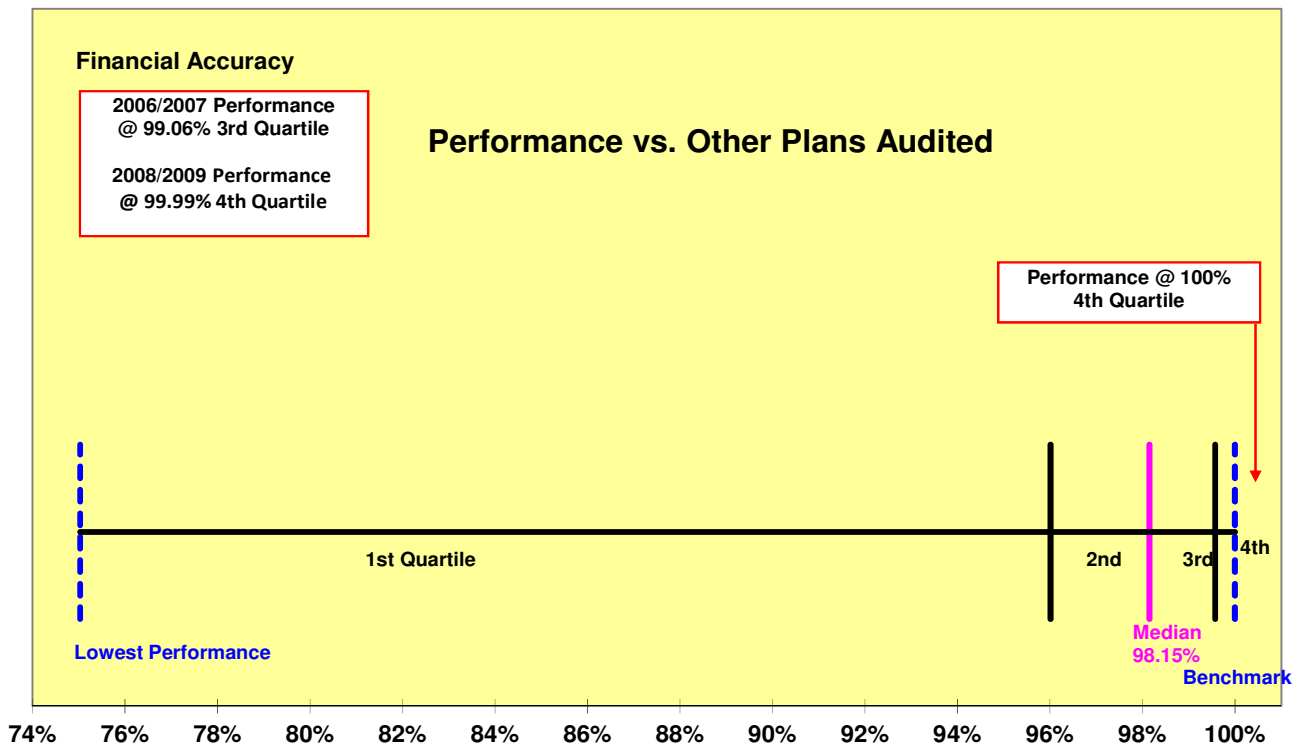 Financial Accuracy
2006/2007 Performance
@ 99.06% 3rd Quartile
2008/2009 Performance
@ 99.99% 4th Quartile
Performance vs. Other Plans Audited
Performance @ 100%
4th Quartile
1st Quartile
2nd
3rd
4th
Lowest Performance
Median
98.15%
Benchmark
74% 76% 78% 80% 82% 84% 86% 88% 90% 92% 94% 96% 98% 100%